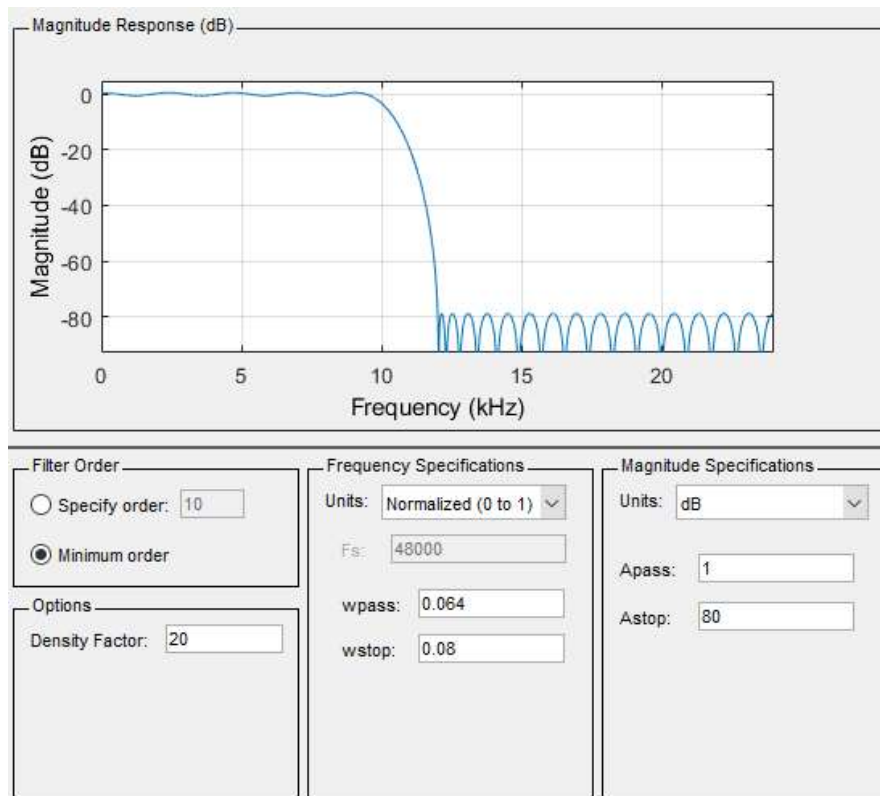 Magnitude Response (dB)
0
-20
-40
-60
-80
Magnitude (dB)
0 5 10 15 20
Frequency (kHz)
Filter Order
Specify order: 10
Minimum order
Options
Density Factor: 20
Frequency Specifications
Units: Normalized (0 to 1)
Fs: 48000
wpass: 0.064
wstop: 0.08
Magnitude Specifications
Units: dB
Apass: 1
Astop: 80